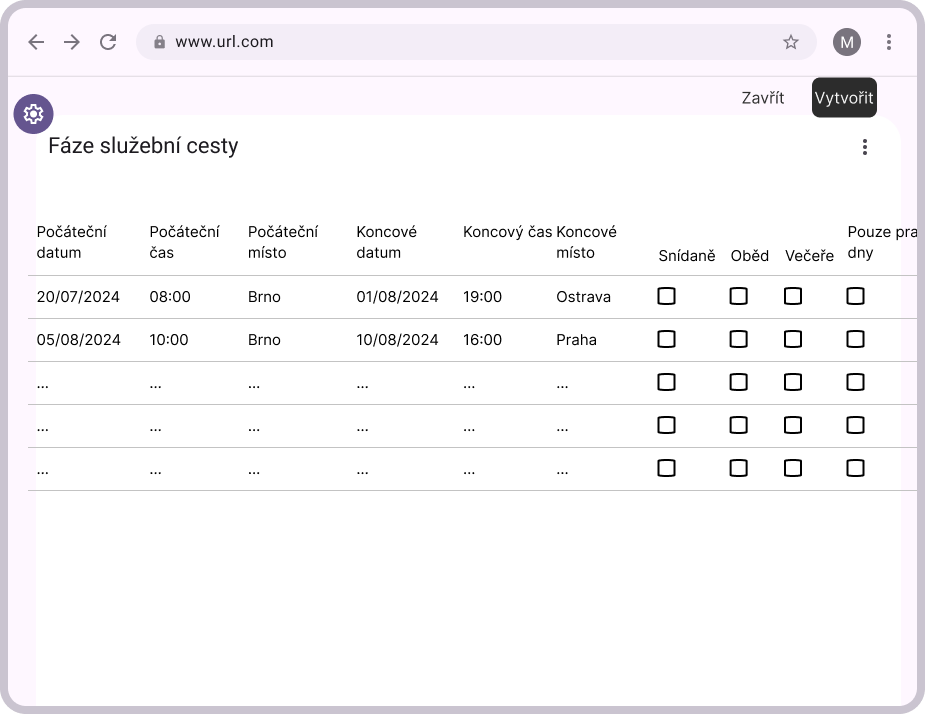 www.url.com
M
Zavřít
Vytvořit
Fáze služební cesty
Počáteční datum Počáteční čas Počáteční místo Koncové datum Koncový čas Koncové místo Snídaně Oběd Večeře Pouze pra dny
20/07/2024 08:00 Brno 01/08/2024 19:00 Ostrava
05/08/2024 10:00 Brno 10/08/2024 16:00 Praha
... ... ... ... ... ...
... ... ... ... ... ...
... ... ... ... ... ...